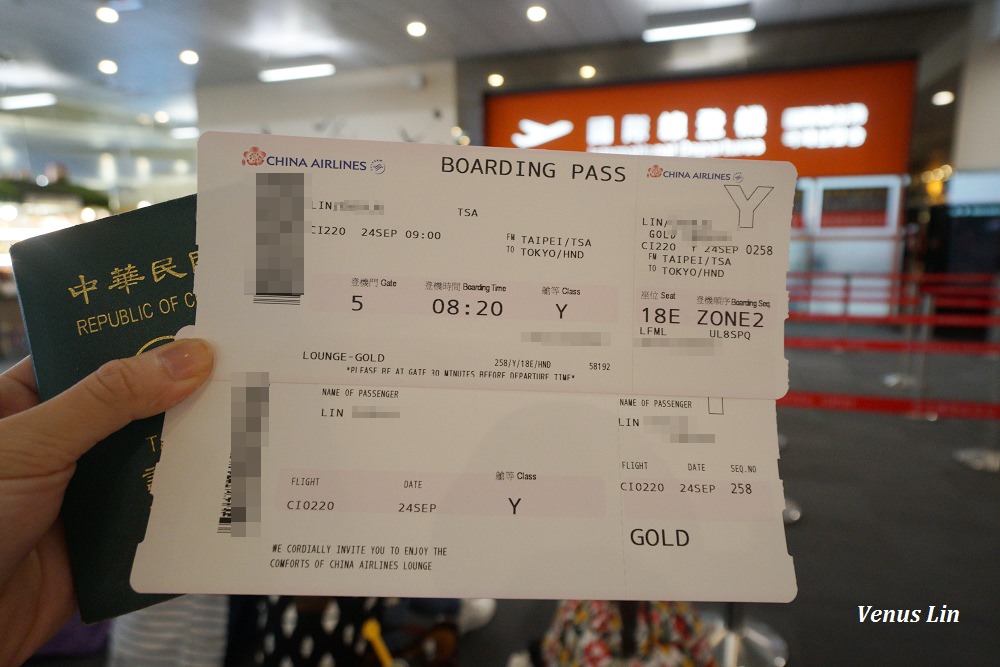 國際線登機
中華民
REPUBLIC OF C
CHINA AIRLINES
BOARDING PASS
LIN
TSA
CI220 24SEP 09:00
FM TAIPEI/TSA
TO TOKYO/HND
登機門 Gate
登機時間 Boarding Time
艙等 Class
5
08:20
Y
LOUNGE-GOLD
258/Y/18E/HND
58192
*PLEASE BE AT GATE 30 MINUTES BEFORE DEPARTURE TIME*
CHINA AIRLINES
Y
LIN/
GOLD
CI220 Y 24SEP 0258
FM TAIPEI/TSA
TO TOKYO/HND
座位 Seat
登機順序 Boarding Seq.
18E ZONE2
LFML
UL8SPQ
NAME OF PASSENGER
LIN
FLIGHT
DATE
艙等 Class
CI0220
24SEP
Y
WE CORDIALLY INVITE YOU TO ENJOY THE
COMFORTS OF CHINA AIRLINES LOUNGE
NAME OF PASSENGER
LIN
FLIGHT
DATE
SEQ.NO
CI0220
24SEP
258
GOLD
Venus Lin